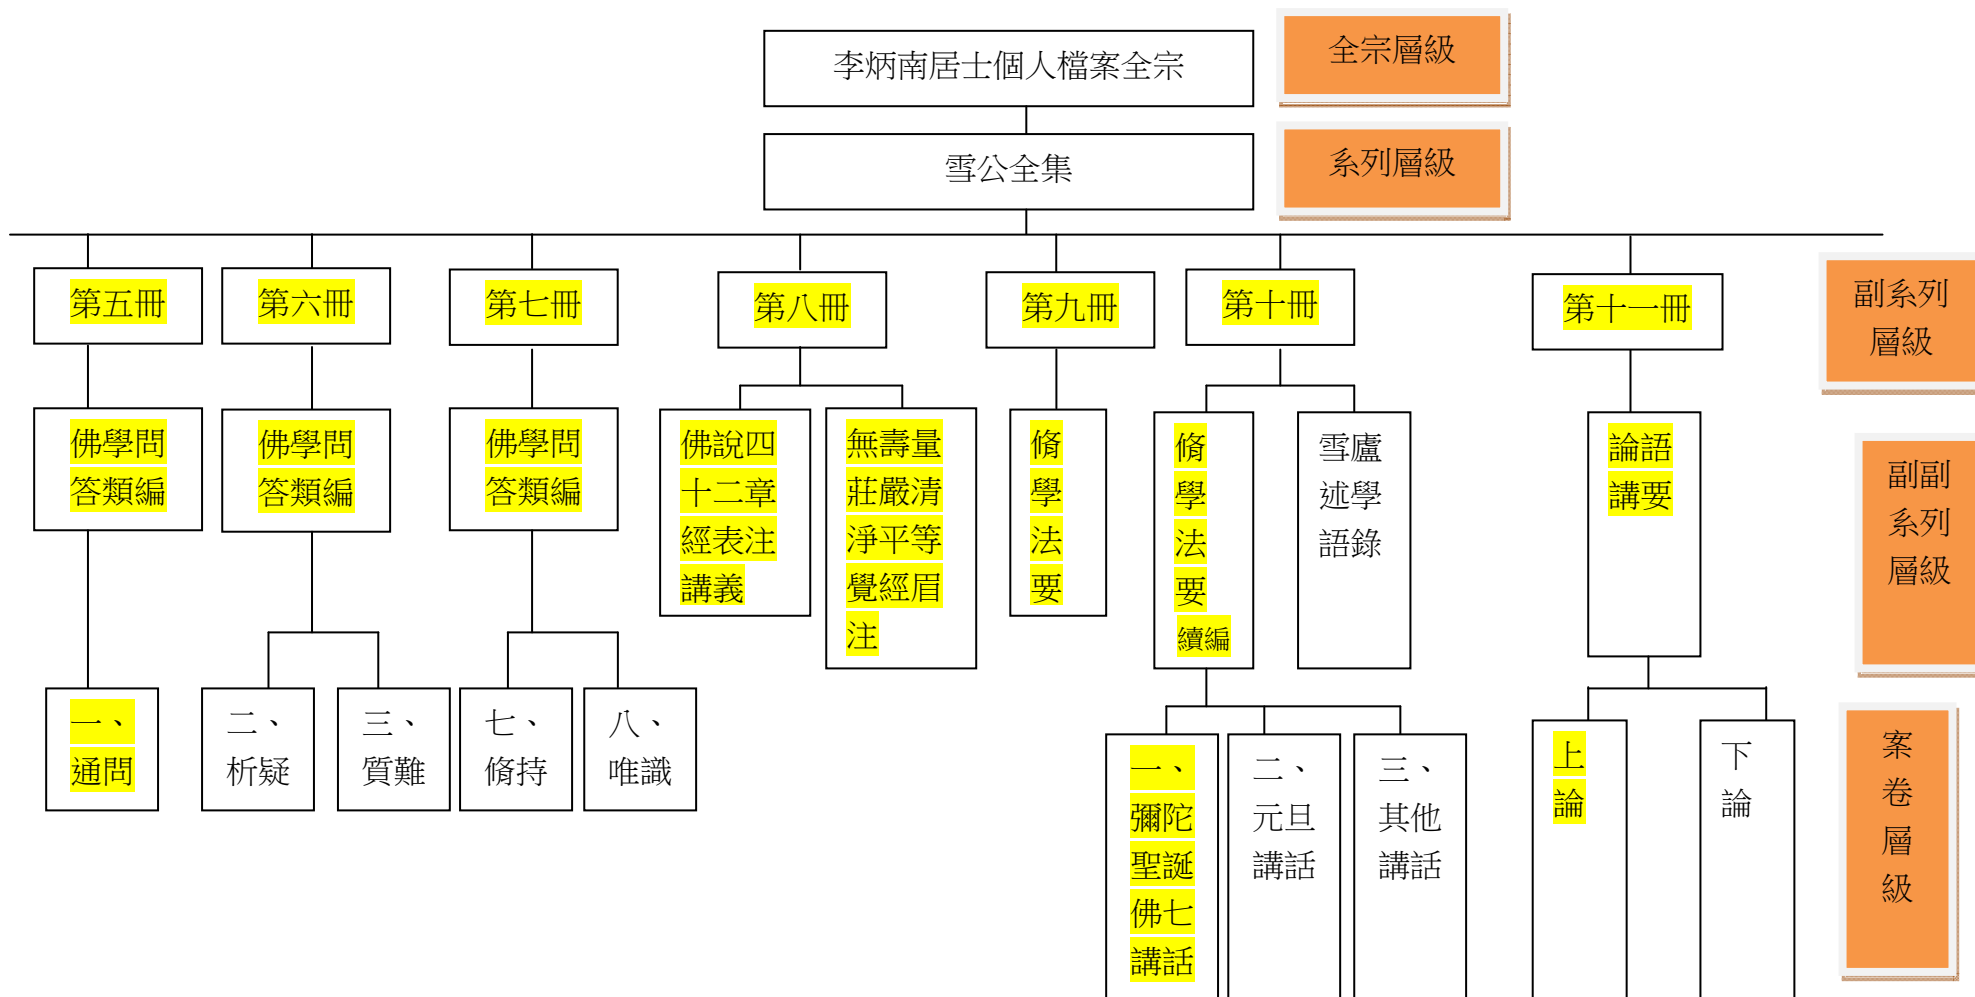 李炳南居士個人檔案全宗
全宗層級
雪公全集
系列層級
第五冊
第六冊
第七冊
第八冊
第九冊
第十冊
第十一冊
副系列
層級
佛學問
答類編
佛學問
答類編
佛學問
答類編
佛說四
十二章
經表注
講義
無壽量
莊嚴清
淨平等
覺經眉
注
脩
學
法
要
脩
學
法
要
續編
雪廬
述學
語錄
論語
講要
副副
系列
層級
一、
通問
二、
析疑
三、
質難
七、
脩持
八、
唯識
一、
彌陀
聖誕
佛七
講話
二、
元旦
講話
三、
其他
講話
上
論
下
論
案
卷
層
級